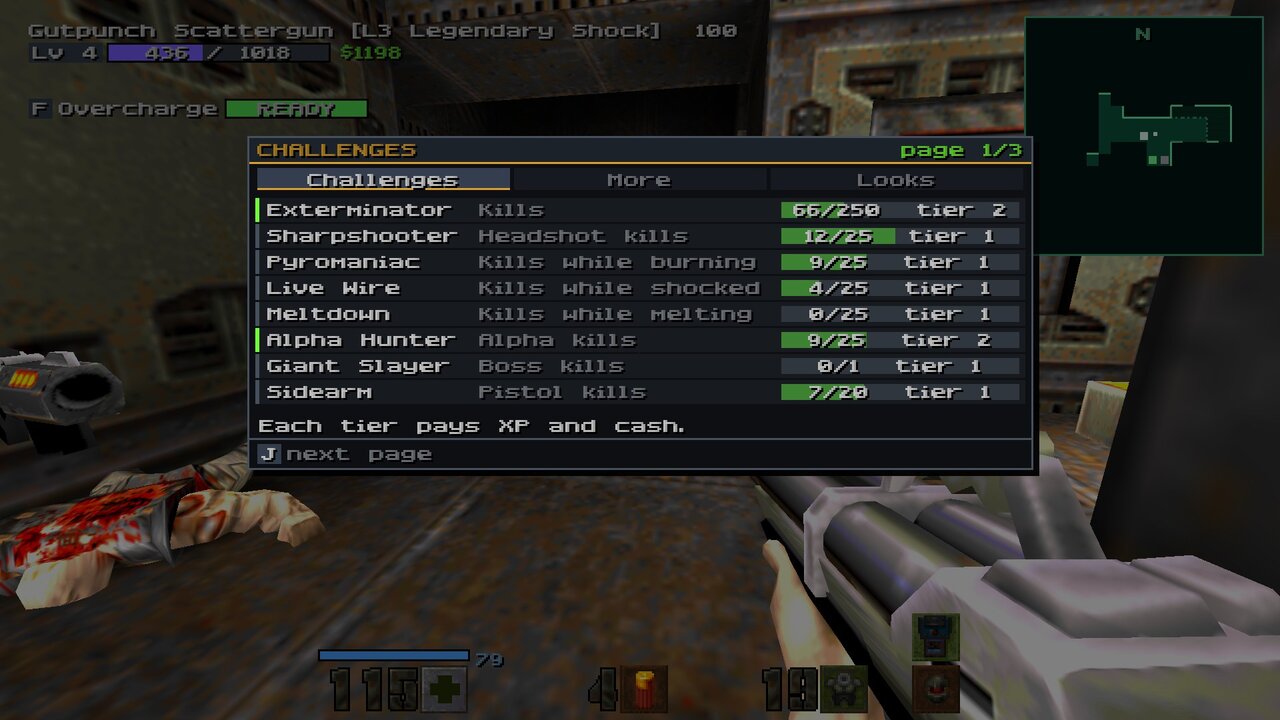 Gutpunch Scattergun [L3 Legendary Shock] 100
Lv 4 436 / 1018 $1198
F Overcharge READY
N
CHALLENGES page 1/3
Challenges More Looks
Exterminator Kills 66/250 tier 2
Sharpshooter Headshot kills 12/25 tier 1
Pyromaniac Kills while burning 9/25 tier 1
Live Wire Kills while shocked 4/25 tier 1
Meltdown Kills while melting 0/25 tier 1
Alpha Hunter Alpha kills 9/25 tier 2
Giant Slayer Boss kills 0/1 tier 1
Sidearm Pistol kills 7/20 tier 1
Each tier pays XP and cash.
J next page
79
115 4 19